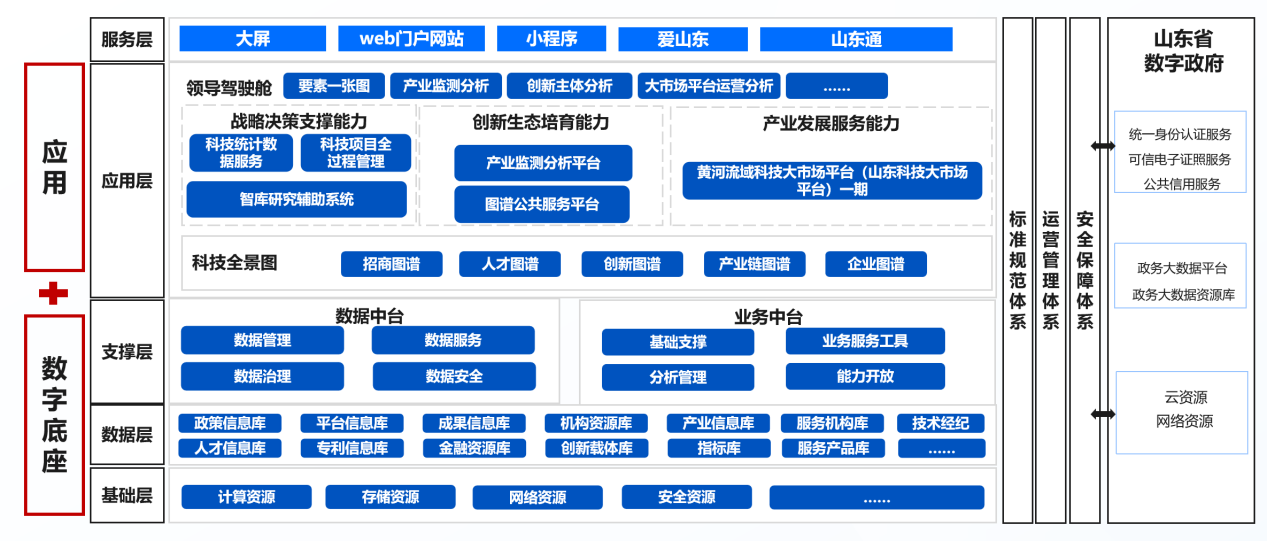 服务层
大屏
web门户网站
小程序
爱山东
山东通
应用
应用层
领导驾驶舱
要素一张图
产业监测分析
创新主体分析
大市场平台运营分析
......
战略决策支撑能力
科技统计数
据服务
科技项目全
过程管理
智库研究辅助系统
创新生态培育能力
产业监测分析平台
图谱公共服务平台
产业发展服务能力
黄河流域科技大市场平台（山东科技大市场
平台）一期
科技全景图
招商图谱
人才图谱
创新图谱
产业链图谱
企业图谱
数字底座
支撑层
数据中台
数据管理
数据服务
数据治理
数据安全
业务中台
基础支撑
业务服务工具
分析管理
能力开放
数据层
政策信息库
平台信息库
成果信息库
机构资源库
产业信息库
服务机构库
技术经纪
人才信息库
专利信息库
金融资源库
创新载体库
指标库
服务产品库
......
基础层
计算资源
存储资源
网络资源
安全资源
......
标准规范体系
运营管理体系
安全保障体系
山东省
数字政府
统一身份认证服务
可信电子证照服务
公共信用服务
政务大数据平台
政务大数据资源库
云资源
网络资源